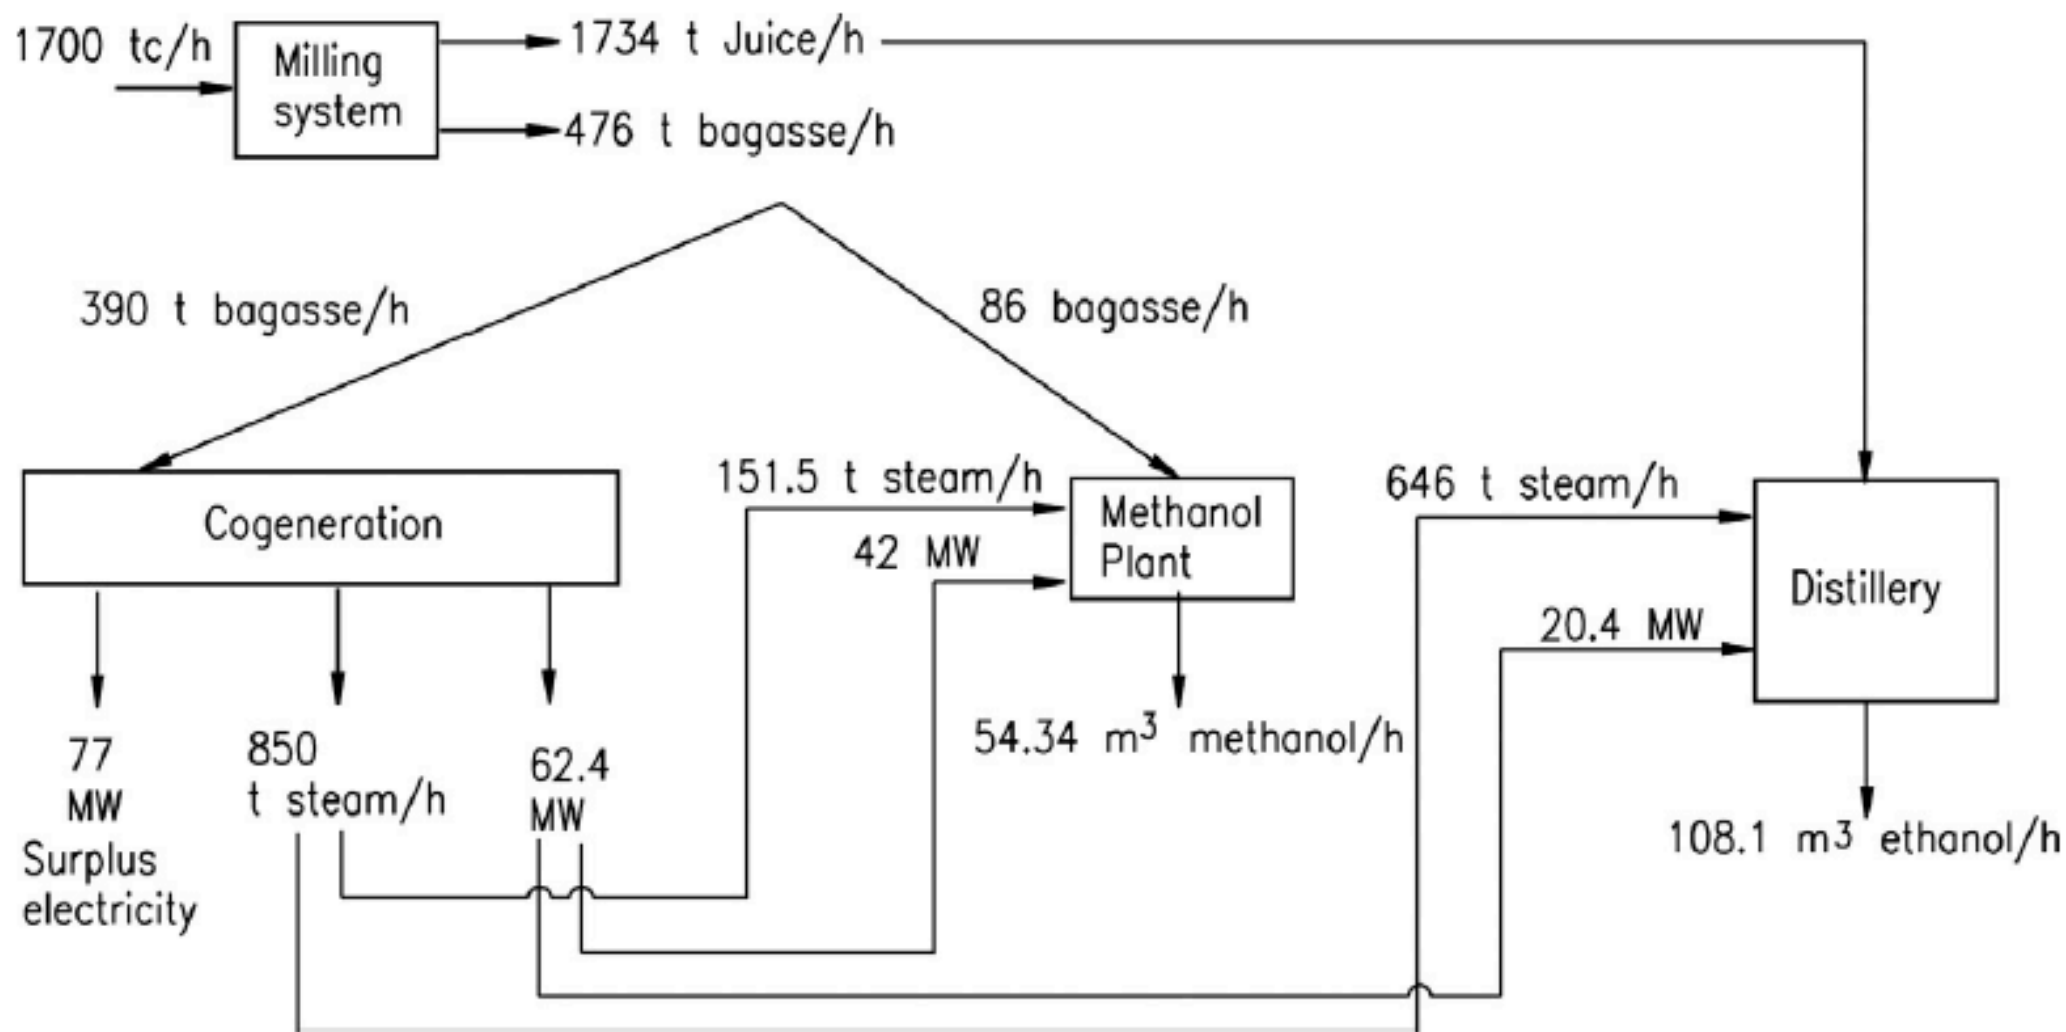 1700 tc/h
Milling
system
1734 t Juice/h
476 t bagasse/h
390 t bagasse/h
86 bagasse/h
Cogeneration
151.5 t steam/h
42 MW
Methanol
Plant
646 t steam/h
20.4 MW
Distillery
77
MW
Surplus
electricity
850
t steam/h
62.4
MW
54.34 m³ methanol/h
108.1 m³ ethanol/h